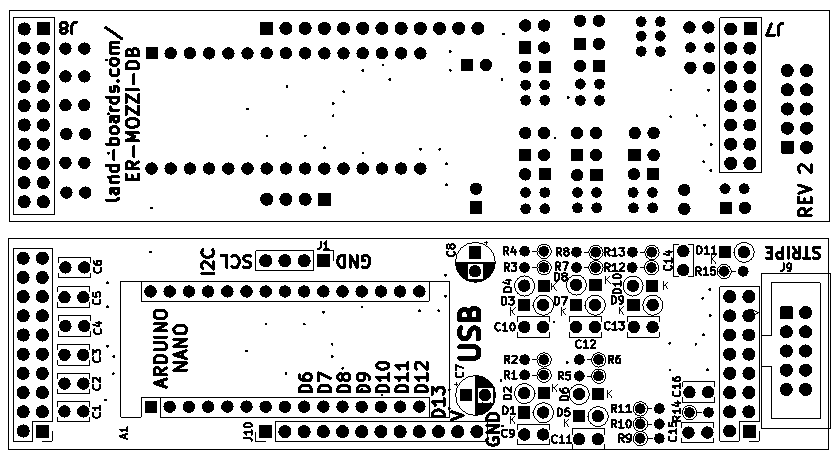 J8
land-boards.com/
ER-MOZZI-DB
J7
REV 2
C6
C5
C4
C3
C2
C1
I2C
SCL
J1
GND
ARDUINO
NANO
D6
D7
D8
D9
D10
D11
D12
D13
A1
J10
USB
V
GND
C8
C7
R4
R8
R13
C14
D11
K
STRIPE
R3
R7
R12
R15
D4
K
D8
K
D10
K
D3
K
D7
K
D9
K
C10
C12
C13
R2
R6
R1
R5
D2
K
D6
K
D1
K
D5
K
C9
C11
R11
R10
R9
C16
R14
C15